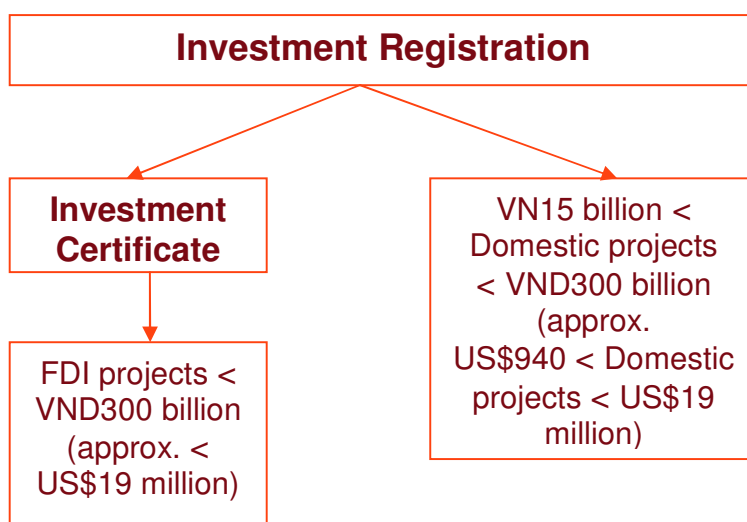 Investment Registration
Investment
Certificate
FDI projects <
VND300 billion
(approx. <
US$19 million)
VN15 billion <
Domestic projects
< VND300 billion
(approx.
US$940 < Domestic
projects < US$19
million)